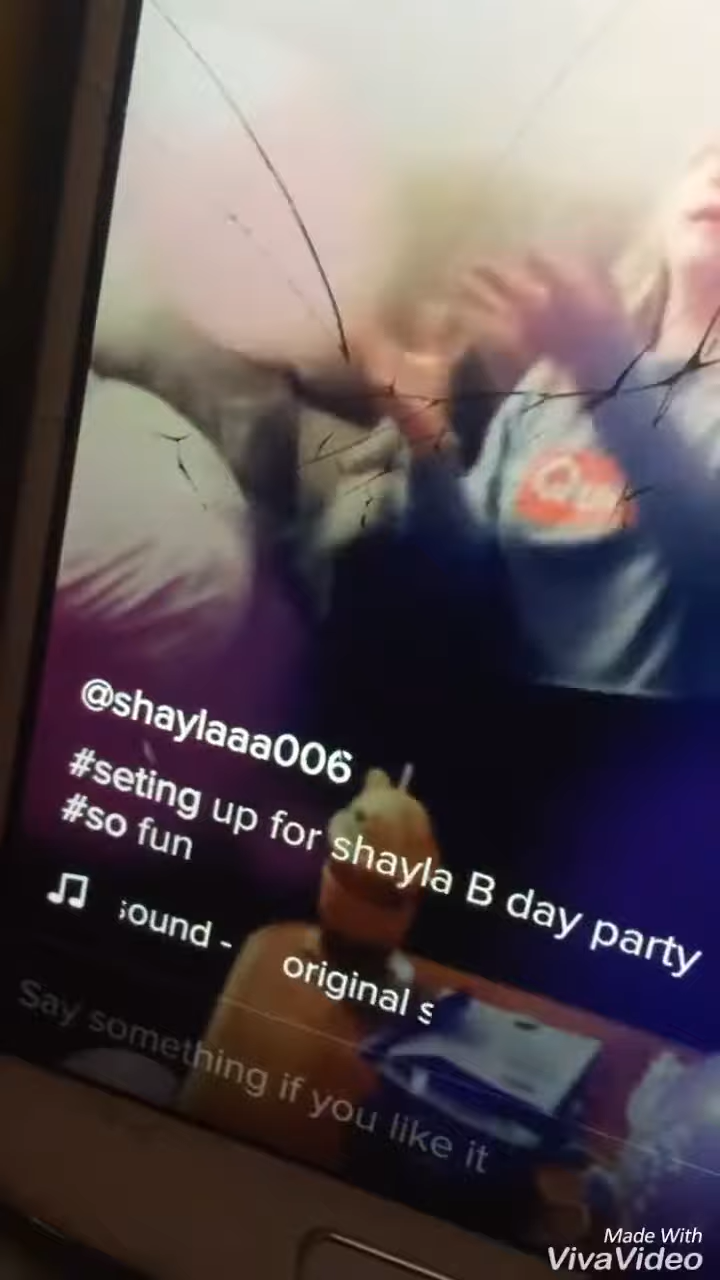 @shaylaaa006
#seting up for shayla B day party
#so fun
sound - original s
Say something if you like it
Made With
VivaVideo